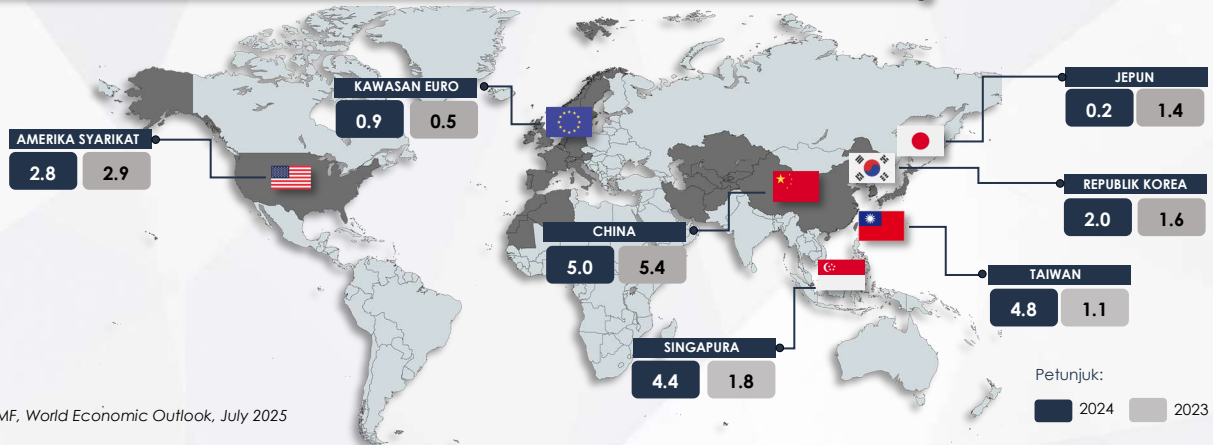 KAWASAN EURO
0.9 0.5
AMERIKA SYARIKAT
2.8 2.9
JEPUN
0.2 1.4
REPUBLIK KOREA
2.0 1.6
CHINA
5.0 5.4
TAIWAN
4.8 1.1
SINGAPURA
4.4 1.8
Petunjuk:
2024 2023
MF, World Economic Outlook, July 2025